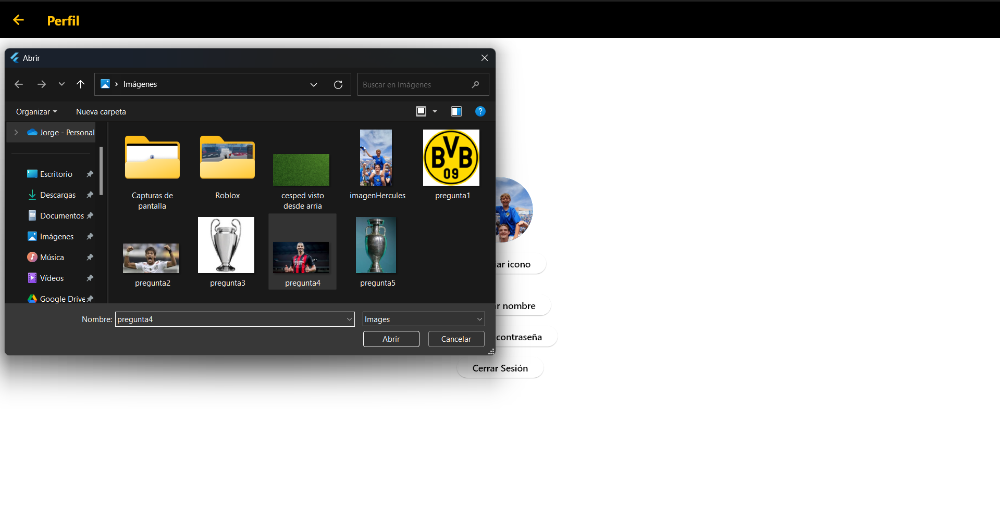 Perfil
Abrir
Imágenes
Buscar en Imágenes
Organizar
Nueva carpeta
?
Jorge - Personal
Escritorio
Descargas
Documentos
Imágenes
Música
Vídeos
Google Drive
BVB
09
Capturas de
pantalla
Roblox
cesped visto
desde arria
imagenHercules
pregunta1
pregunta2
pregunta3
pregunta4
pregunta5
Nombre:
pregunta4
Images
Abrir
Cancelar
iar icono
r nombre
contraseña
Cerrar Sesión